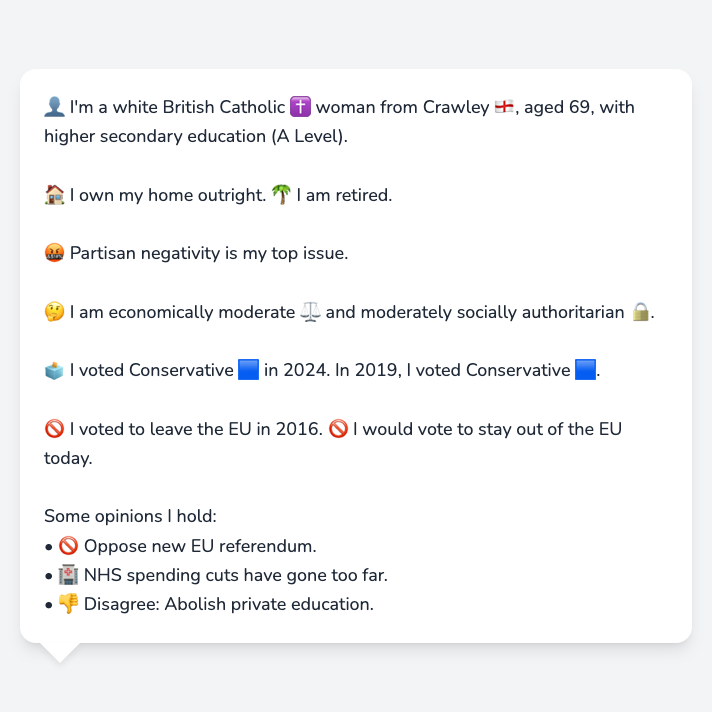 👤 I'm a white British Catholic ✝️ woman from Crawley 🏴󠁧󠁢󠁥󠁮󠁧󠁿, aged 69, with
higher secondary education (A Level).
🏠 I own my home outright. 🌴 I am retired.
🤬 Partisan negativity is my top issue.
🤔 I am economically moderate ⚖️ and moderately socially authoritarian 🔒.
🗳️ I voted Conservative 🟦 in 2024. In 2019, I voted Conservative 🟦.
🚫 I voted to leave the EU in 2016. 🚫 I would vote to stay out of the EU
today.
Some opinions I hold:
• 🚫 Oppose new EU referendum.
• 🏥 NHS spending cuts have gone too far.
• 👎 Disagree: Abolish private education.